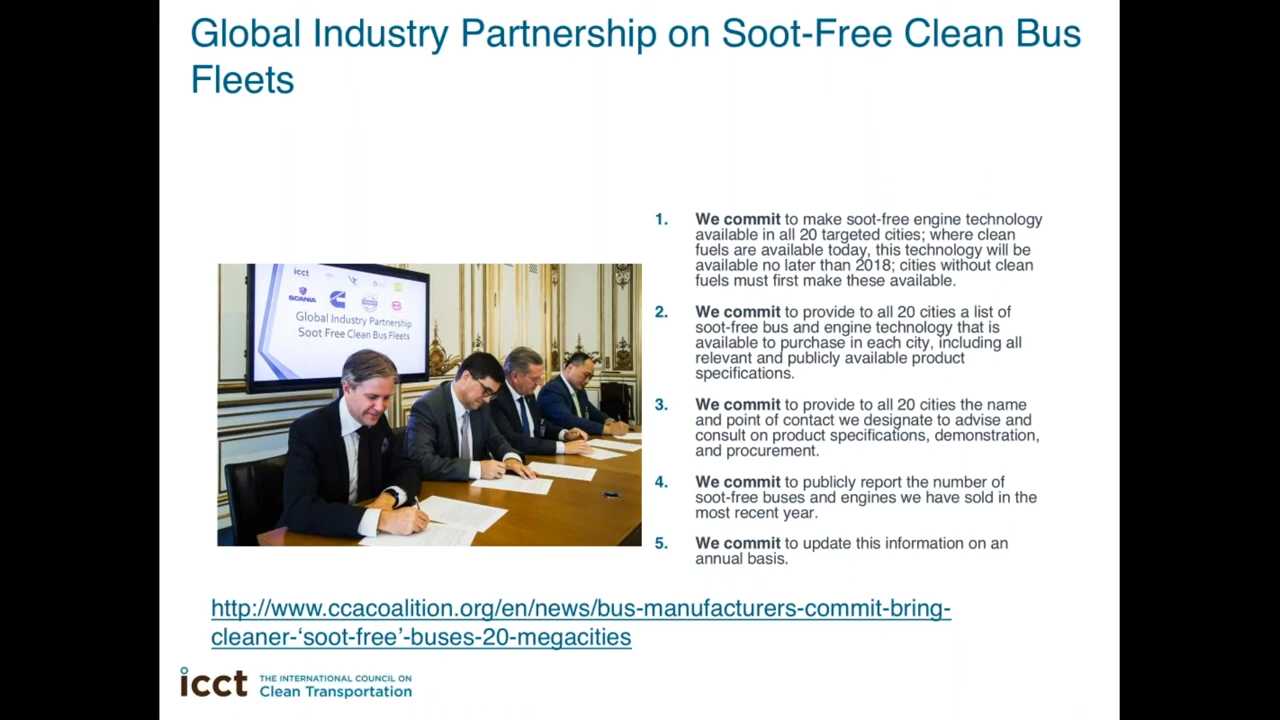 Global Industry Partnership on Soot-Free Clean Bus
Fleets
icct
SCANIA
Global Industry Partnership
Soot Free Clean Bus Fleets
1. We commit to make soot-free engine technology
available in all 20 targeted cities; where clean
fuels are available today, this technology will be
available no later than 2018; cities without clean
fuels must first make these available.
2. We commit to provide to all 20 cities a list of
soot-free bus and engine technology that is
available to purchase in each city, including all
relevant and publicly available product
specifications.
3. We commit to provide to all 20 cities the name
and point of contact we designate to advise and
consult on product specifications, demonstration,
and procurement.
4. We commit to publicly report the number of
soot-free buses and engines we have sold in the
most recent year.
5. We commit to update this information on an
annual basis.
http://www.ccacoalition.org/en/news/bus-manufacturers-commit-bring-
cleaner-‘soot-free’-buses-20-megacities
icct THE INTERNATIONAL COUNCIL ON
Clean Transportation